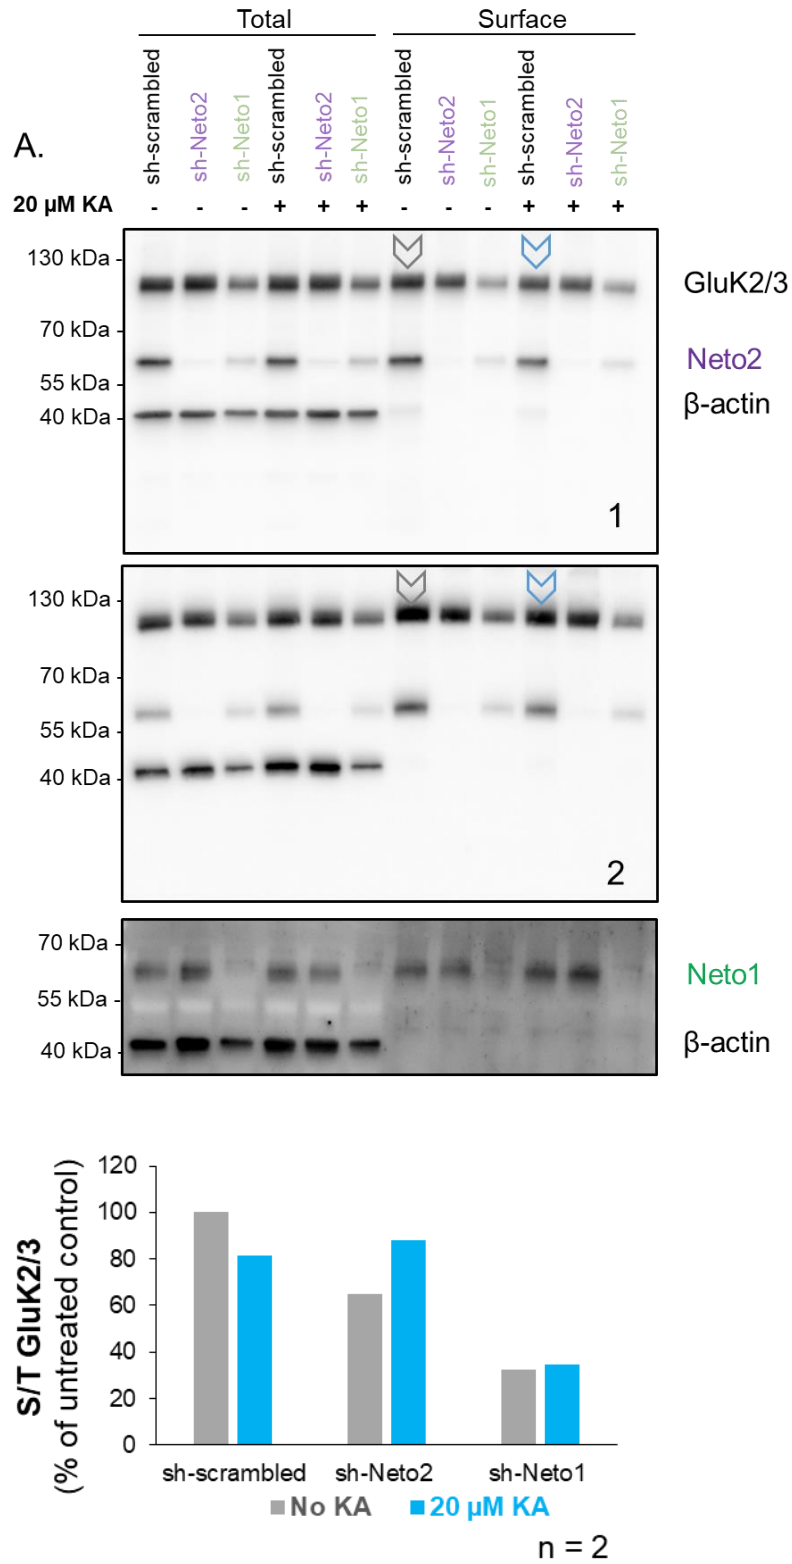 Total Surface
A.
sh-scrambled sh-Neto2 sh-Neto1 sh-scrambled sh-Neto2 sh-Neto1 sh-scrambled sh-Neto2 sh-Neto1 sh-scrambled sh-Neto2 sh-Neto1
20 µM KA - - - + + + - - - + + +
130 kDa
GluK2/3
70 kDa
Neto2
55 kDa
β-actin
40 kDa
1
130 kDa
70 kDa
55 kDa
40 kDa
2
70 kDa
Neto1
55 kDa
β-actin
40 kDa
S/T GluK2/3
(% of untreated control)
120
100
80
60
40
20
0
sh-scrambled sh-Neto2 sh-Neto1
No KA 20 µM KA
n = 2